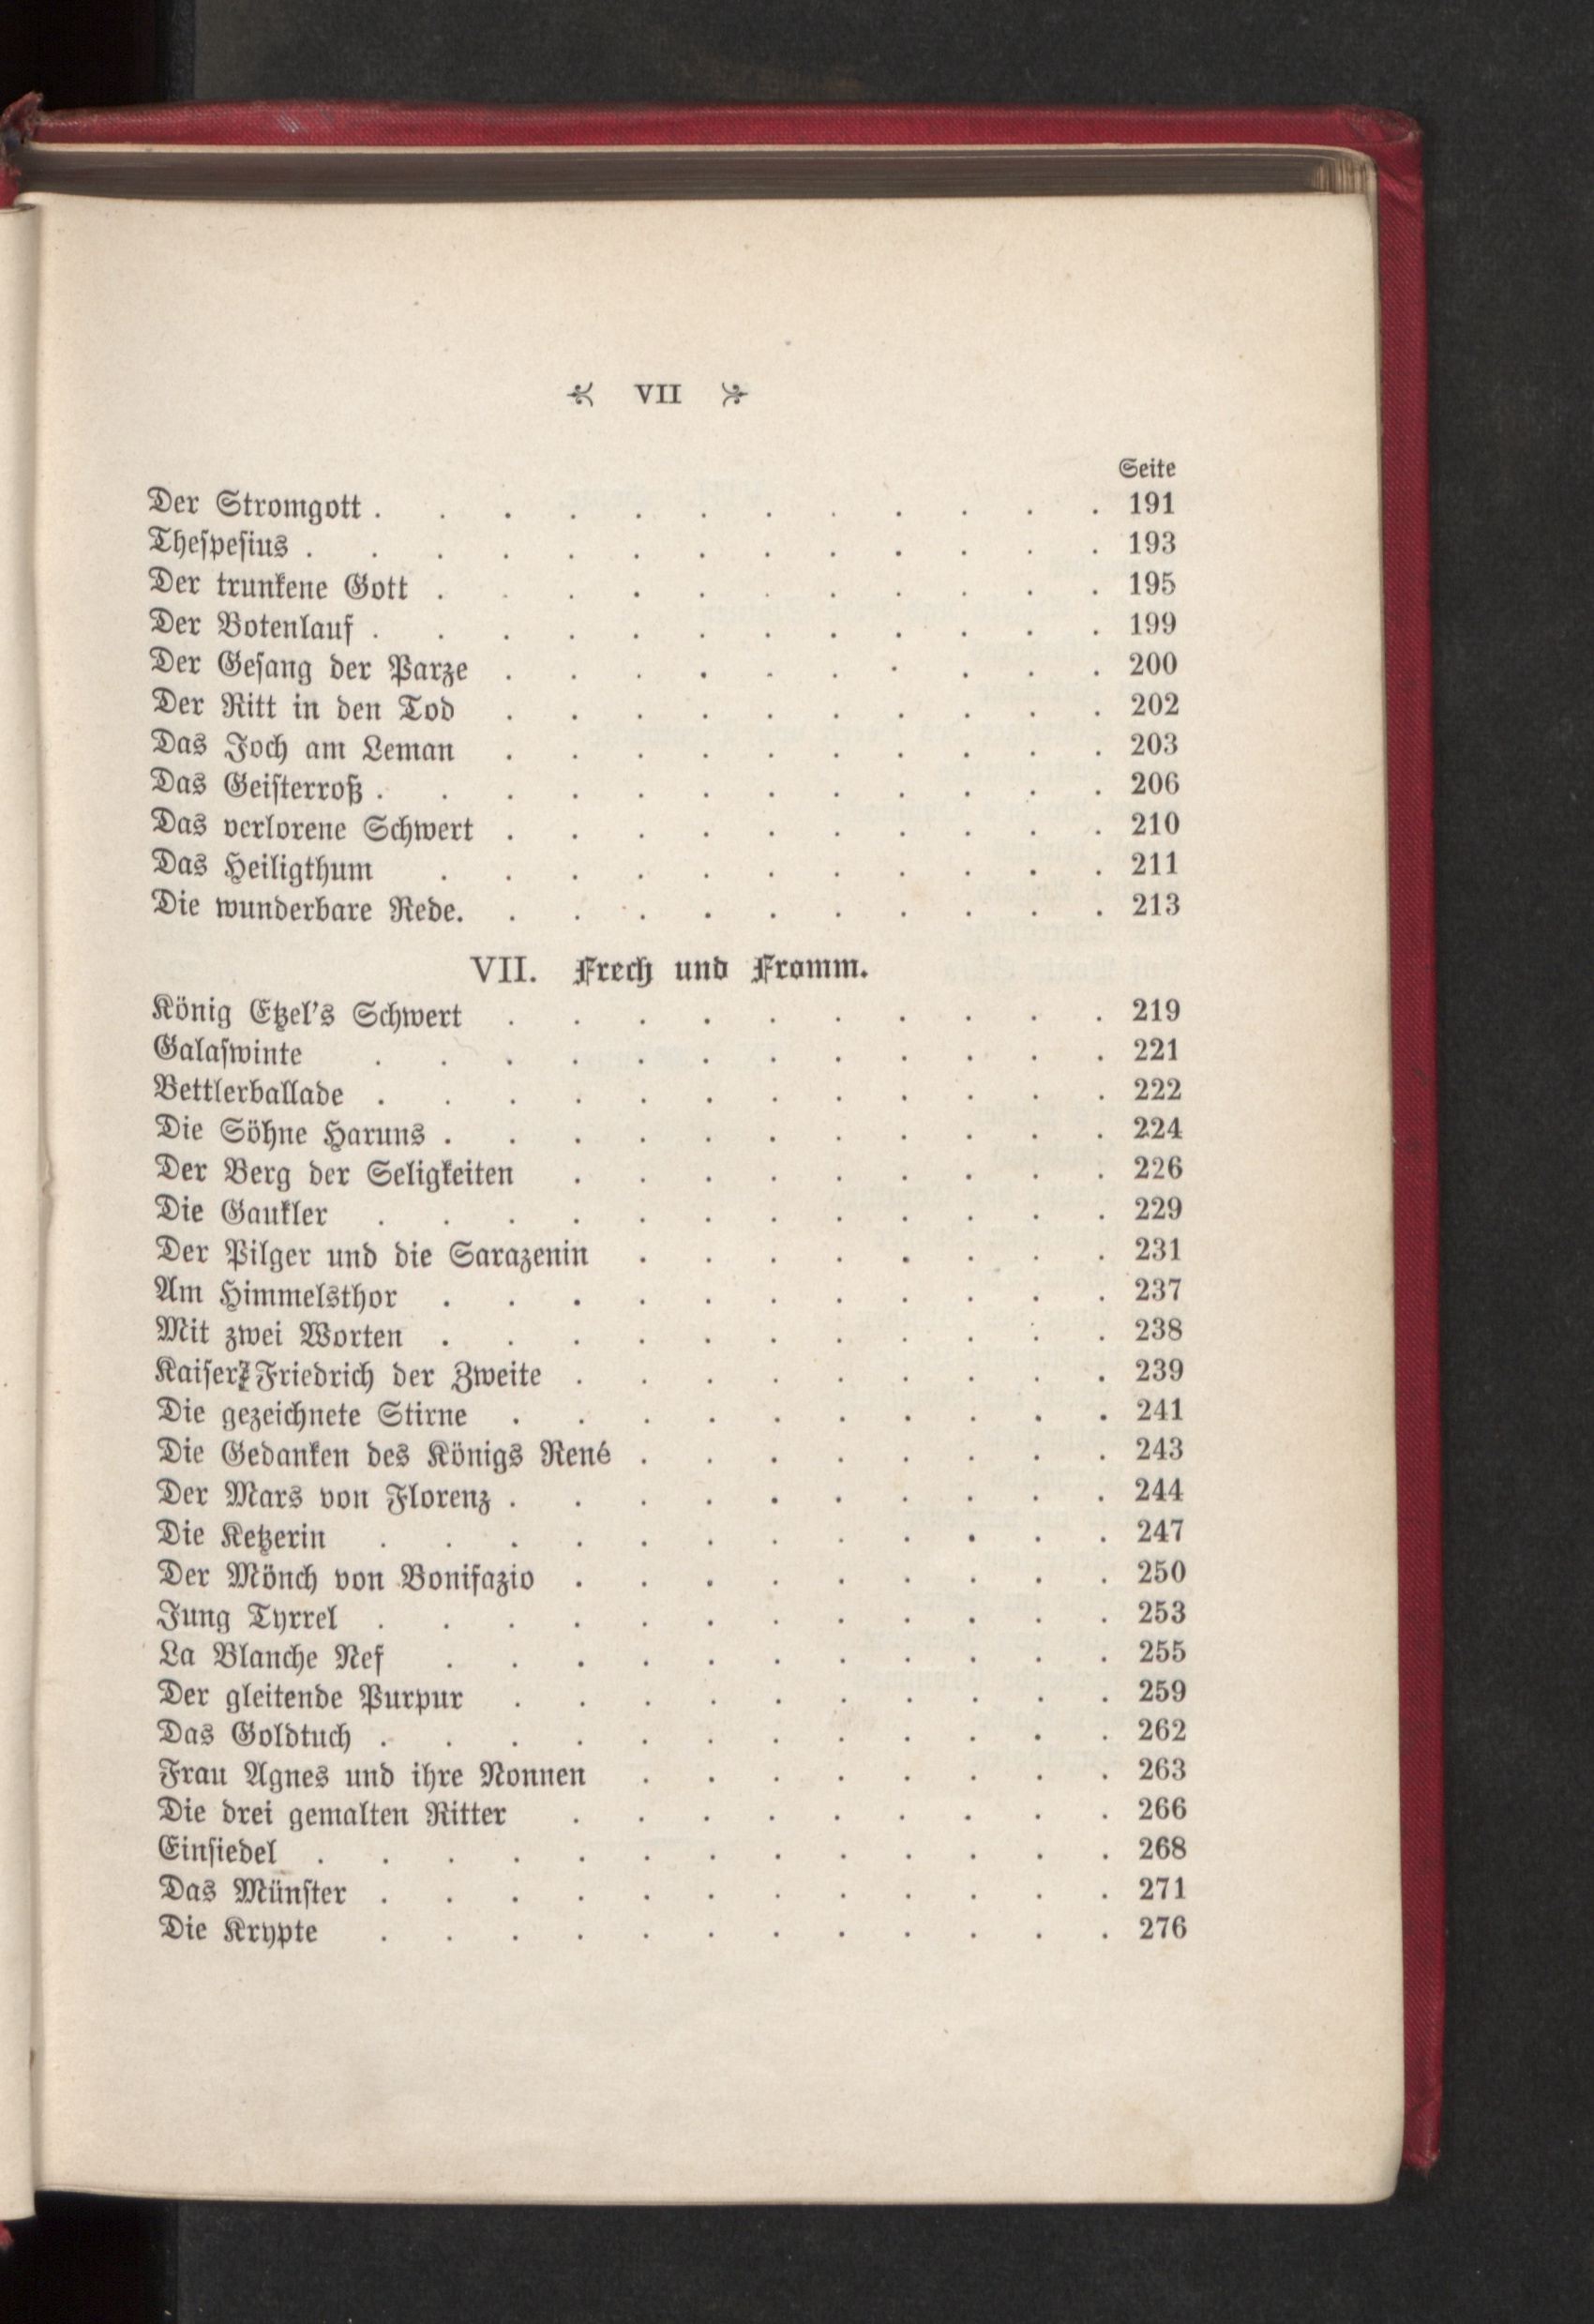 VII
Seite
Der Stromgott . . . . . . . . . . . . 191
Thespesius . . . . . . . . . . . . . 193
Der trunkene Gott . . . . . . . . . . . 195
Der Botenlauf . . . . . . . . . . . . 199
Der Gesang der Parze . . . . . . . . . . 200
Der Ritt in den Tod . . . . . . . . . . 202
Das Joch am Leman . . . . . . . . . . 203
Das Geisterroß . . . . . . . . . . . . 206
Das verlorene Schwert . . . . . . . . . . 210
Das Heiligthum . . . . . . . . . . . 211
Die wunderbare Rede. . . . . . . . . . . 213
VII. Frech und Fromm.
König Etzel's Schwert . . . . . . . . . . 219
Galaswinte . . . . . . . . . . . . 221
Bettlerballade . . . . . . . . . . . . 222
Die Söhne Haruns . . . . . . . . . . . 224
Der Berg der Seligkeiten . . . . . . . . . 226
Die Gaukler . . . . . . . . . . . . 229
Der Pilger und die Sarazenin . . . . . . . . 231
Am Himmelsthor . . . . . . . . . . . 237
Mit zwei Worten . . . . . . . . . . . 238
Kaiser Friedrich der Zweite . . . . . . . . . 239
Die gezeichnete Stirne . . . . . . . . . . 241
Die Gedanken des Königs René . . . . . . . . 243
Der Mars von Florenz . . . . . . . . . . 244
Die Ketzerin . . . . . . . . . . . . 247
Der Mönch von Bonifazio . . . . . . . . . 250
Jung Tyrrel . . . . . . . . . . . . 253
La Blanche Nef . . . . . . . . . . . 255
Der gleitende Purpur . . . . . . . . . . 259
Das Goldtuch . . . . . . . . . . . . 262
Frau Agnes und ihre Nonnen . . . . . . . . 263
Die drei gemalten Ritter . . . . . . . . . 266
Einsiedel . . . . . . . . . . . . . 268
Das Münster . . . . . . . . . . . . 271
Die Krypte . . . . . . . . . . . . 276